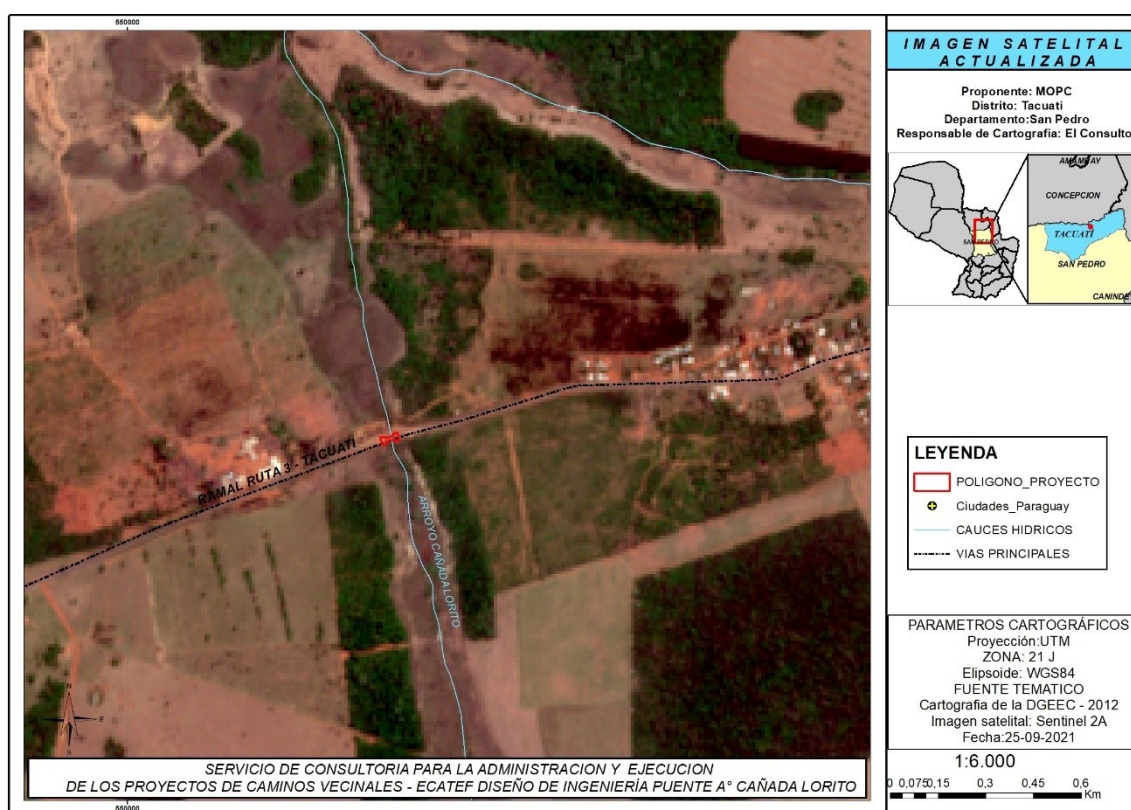 550000
IMAGEN SATELITAL
ACTUALIZADA
Proponente: MOPC
Distrito: Tacuati
Departamento:San Pedro
Responsable de Cartografia: El Consulto
AMAMBAY
CONCEPCION
TACUATI
SAN PEDRO
SAN PEDRO
CANINDE
RAMAL RUTA 3 - TACUATI
ARROYO CAÑADA LORITO
LEYENDA
POLIGONO_PROYECTO
Ciudades_Paraguay
CAUCES HIDRICOS
VIAS PRINCIPALES
PARAMETROS CARTOGRÁFICOS
Proyección:UTM
ZONA: 21 J
Elipsoide: WGS84
FUENTE TEMATICO
Cartografia de la DGEEC - 2012
Imagen satelital: Sentinel 2A
Fecha:25-09-2021
1:6.000
0 0,075 0,15 0,3 0,45 0,6
Km
N
E
S
SERVICIO DE CONSULTORIA PARA LA ADMINISTRACION Y EJECUCION
DE LOS PROYECTOS DE CAMINOS VECINALES - ECATEF DISEÑO DE INGENIERÍA PUENTE A° CAÑADA LORITO
550000